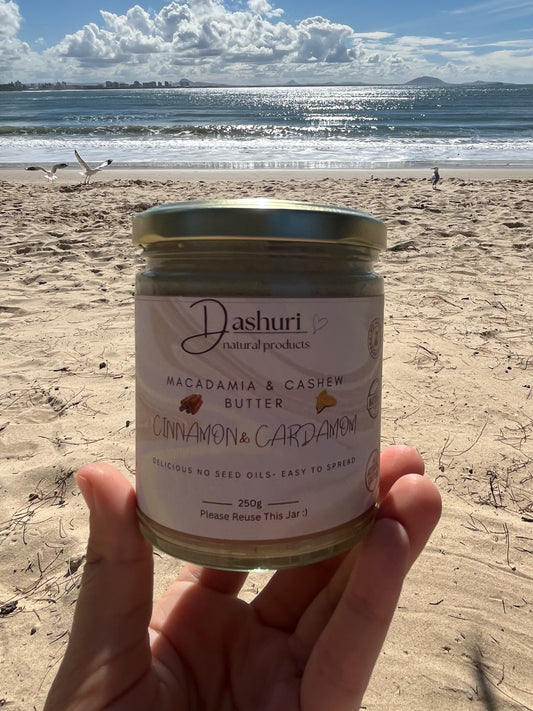 Dashuri
natural products
MACADAMIA & CASHEW
BUTTER
CINNAMON & CARDAMOM
DELICIOUS NO SEED OILS- EASY TO SPREAD
250g
Please Reuse This Jar :)